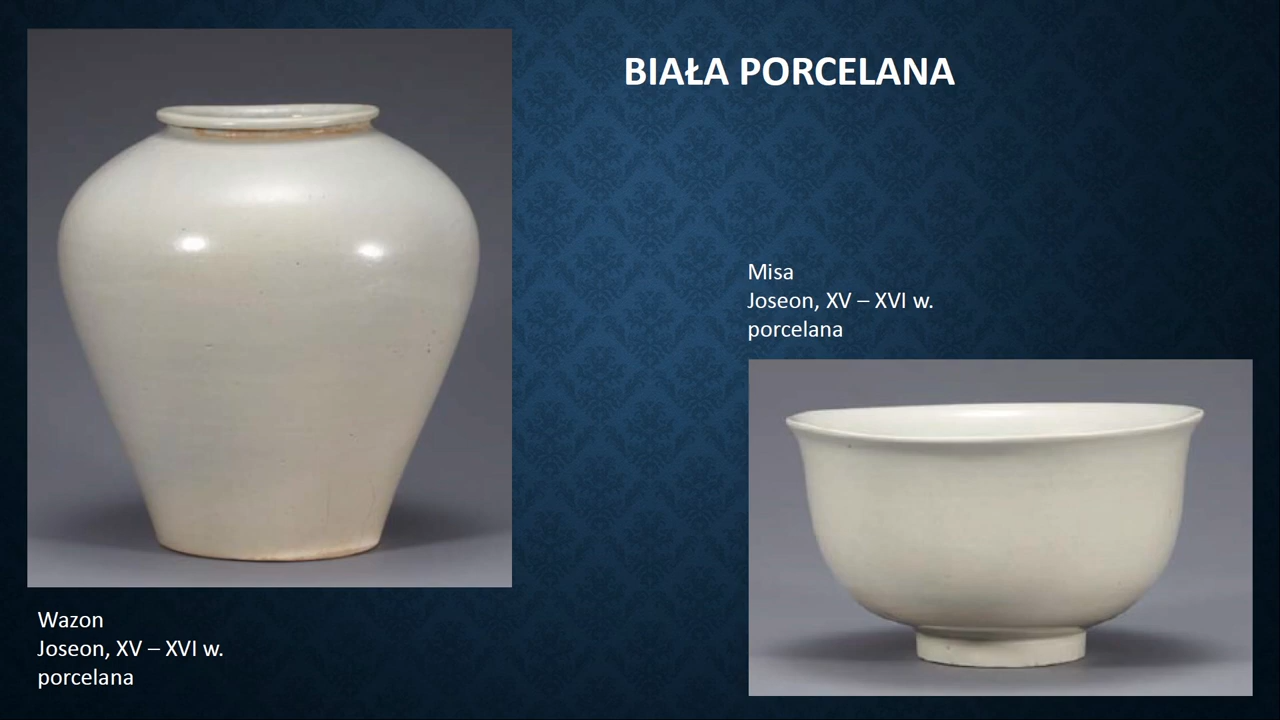 BIAŁA PORCELANA
Misa
Joseon, XV – XVI w.
porcelana
Wazon
Joseon, XV – XVI w.
porcelana